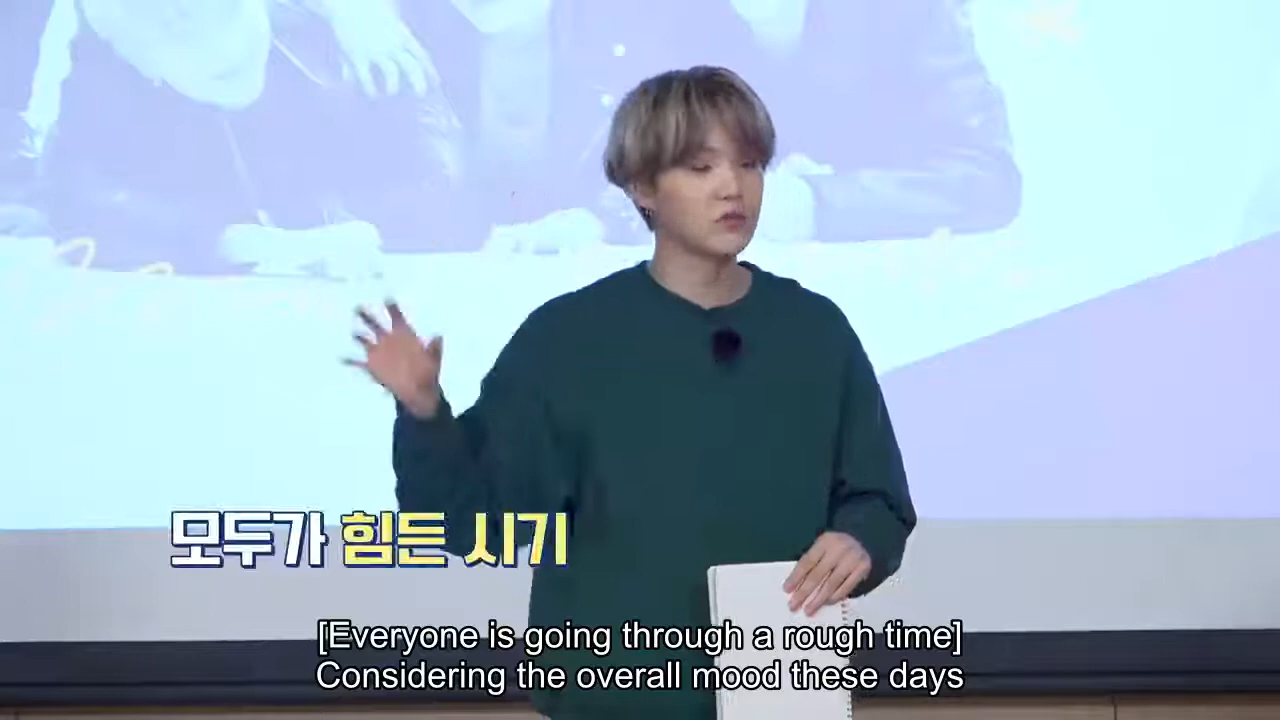 모두가 힘든 시기
[Everyone is going through a rough time]
Considering the overall mood these days